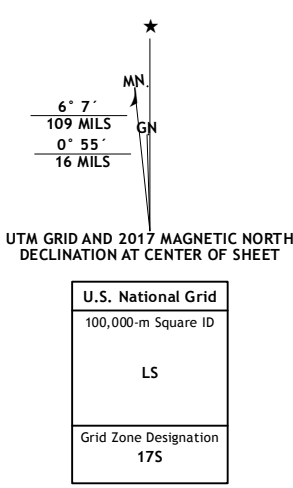 ★
MN
6° 7´
109 MILS
GN
0° 55´
16 MILS
UTM GRID AND 2017 MAGNETIC NORTH
DECLINATION AT CENTER OF SHEET
U.S. National Grid
100,000-m Square ID
LS
Grid Zone Designation
17S